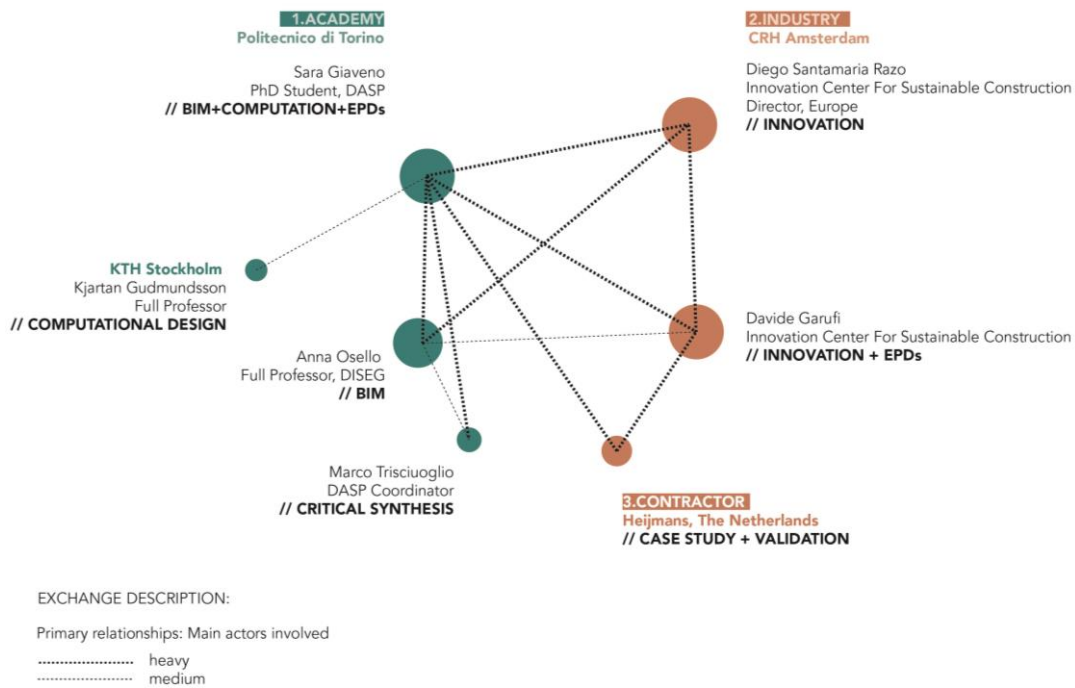 1.ACADEMY
Politecnico di Torino
Sara Giaveno
PhD Student, DASP
// BIM+COMPUTATION+EPDs
2.INDUSTRY
CRH Amsterdam
Diego Santamaria Razo
Innovation Center For Sustainable Construction
Director, Europe
// INNOVATION
KTH Stockholm
Kjartan Gudmundsson
Full Professor
// COMPUTATIONAL DESIGN
Anna Osello
Full Professor, DISEG
// BIM
Davide Garufi
Innovation Center For Sustainable Construction
// INNOVATION + EPDs
Marco Trisciuoglio
DASP Coordinator
// CRITICAL SYNTHESIS
3.CONTRACTOR
Heijmans, The Netherlands
// CASE STUDY + VALIDATION
EXCHANGE DESCRIPTION:
Primary relationships: Main actors involved
heavy
medium